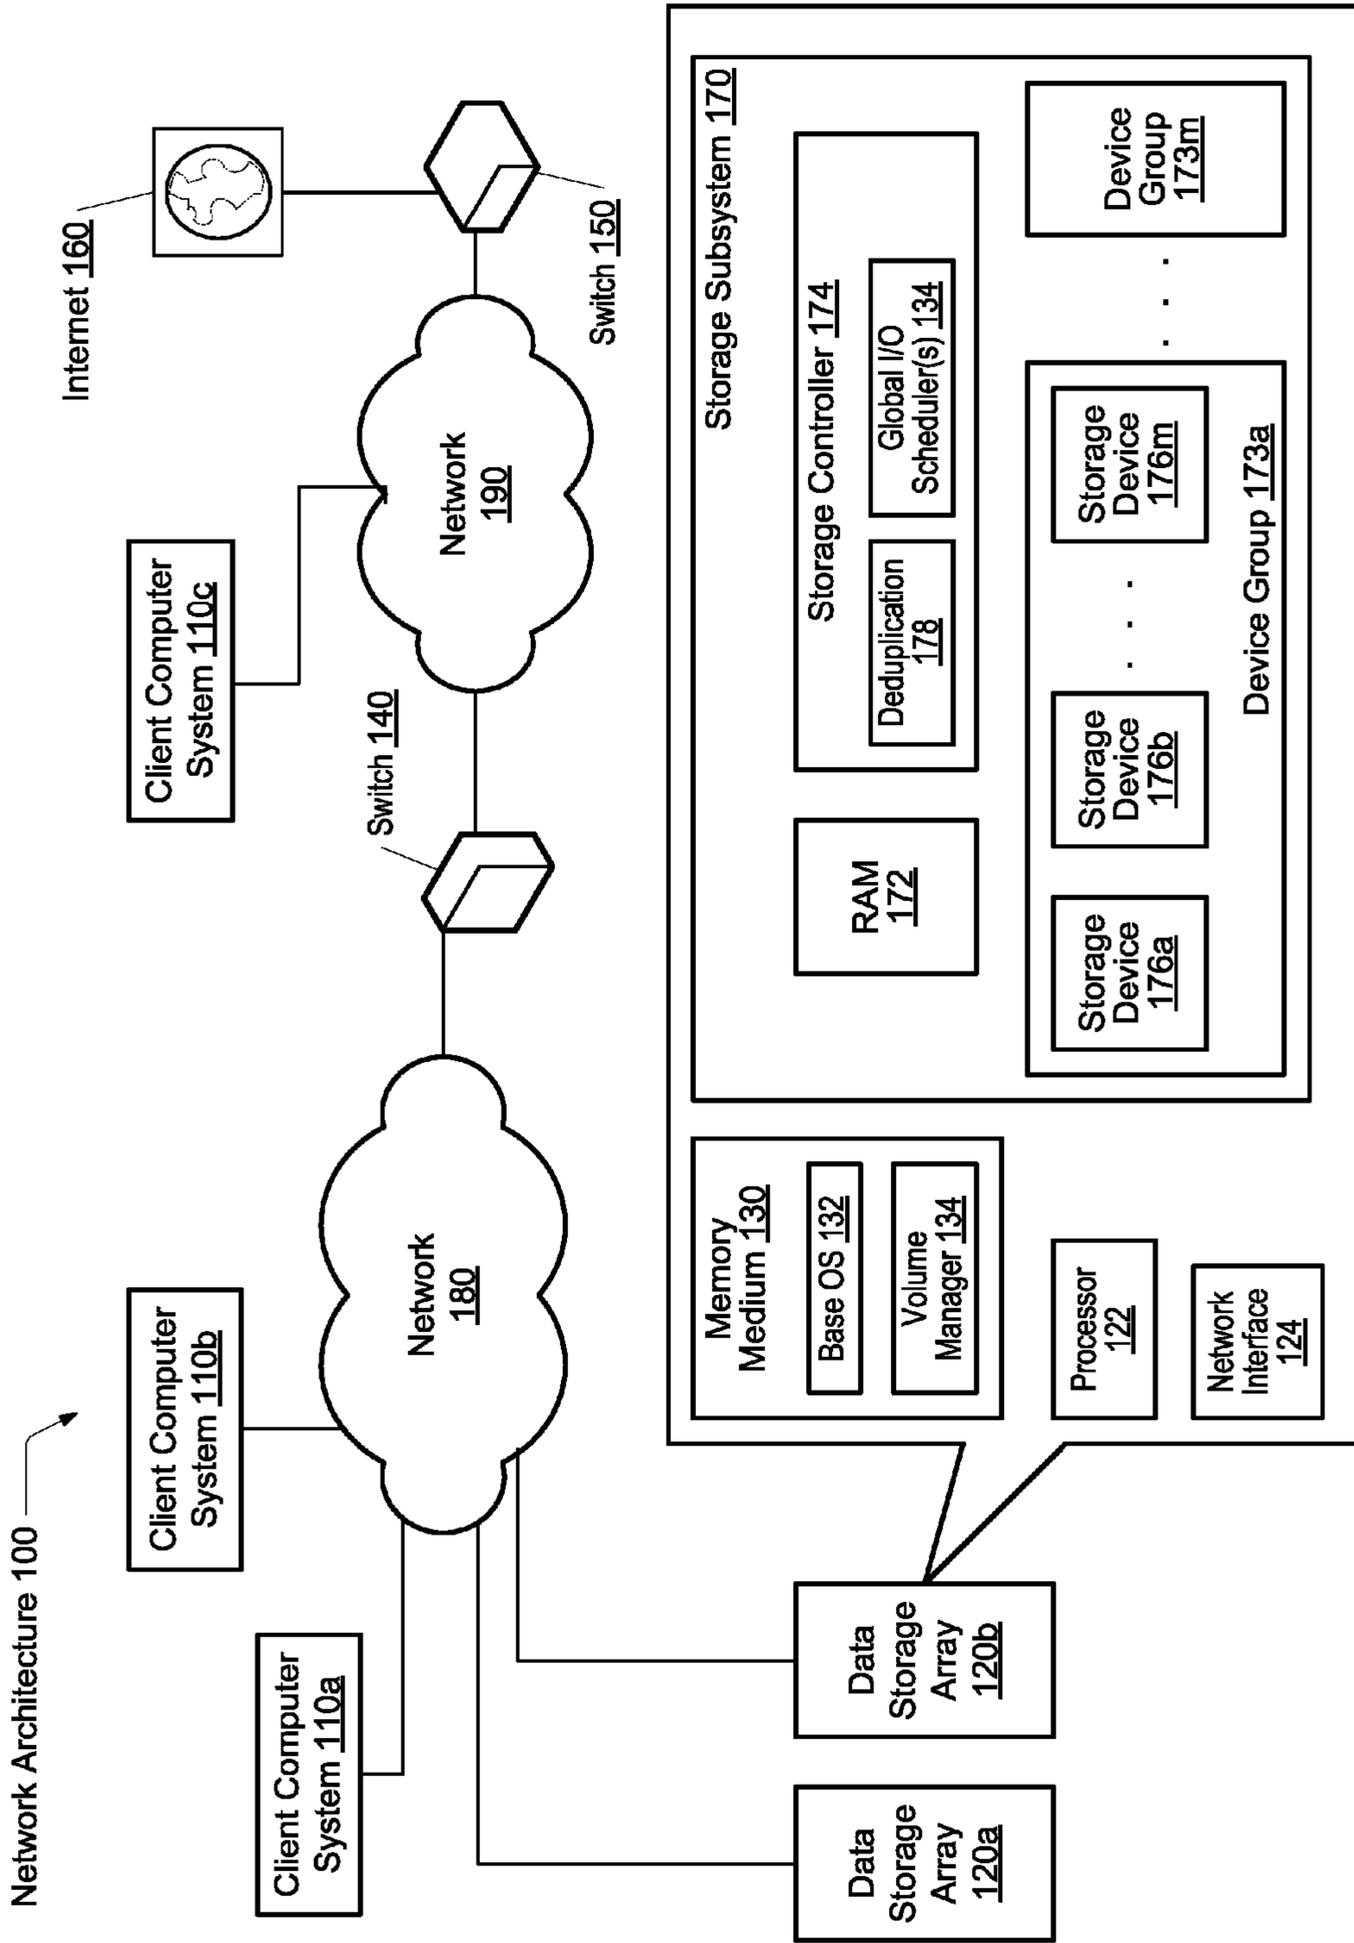 Network Architecture 100
Client Computer
System 110a
Client Computer
System 110b
Client Computer
System 110c
Internet 160
Network
180
Switch 140
Network
190
Switch 150
Data
Storage
Array
120a
Data
Storage
Array
120b
Memory
Medium 130
Base OS 132
Volume
Manager 134
Processor
122
Network
Interface
124
Storage Subsystem 170
RAM
172
Storage Controller 174
Deduplication
178
Global I/O
Scheduler(s) 134
Storage
Device
176a
Storage
Device
176b
. . .
Storage
Device
176m
Device Group 173a
. . .
Device
Group
173m